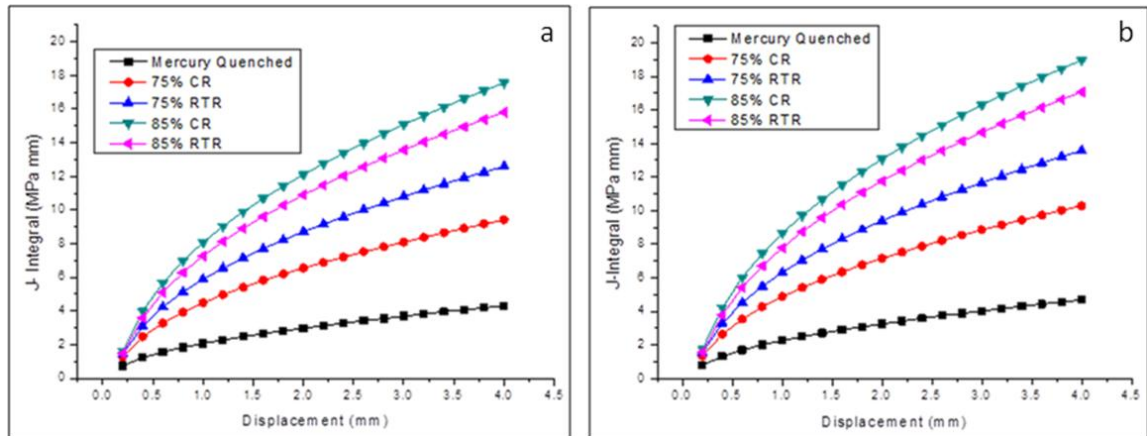 a
Mercury Quenched
75% CR
75% RTR
85% CR
85% RTR
J- Integral (MPa mm)
20
18
16
14
12
10
8
6
4
2
0
0.0 0.5 1.0 1.5 2.0 2.5 3.0 3.5 4.0 4.5
Displacement (mm)
b
Mercury Quenched
75% CR
75% RTR
85% CR
85% RTR
J-Integral (MPa mm)
20
18
16
14
12
10
8
6
4
2
0
0.0 0.5 1.0 1.5 2.0 2.5 3.0 3.5 4.0 4.5
Displacement (mm)